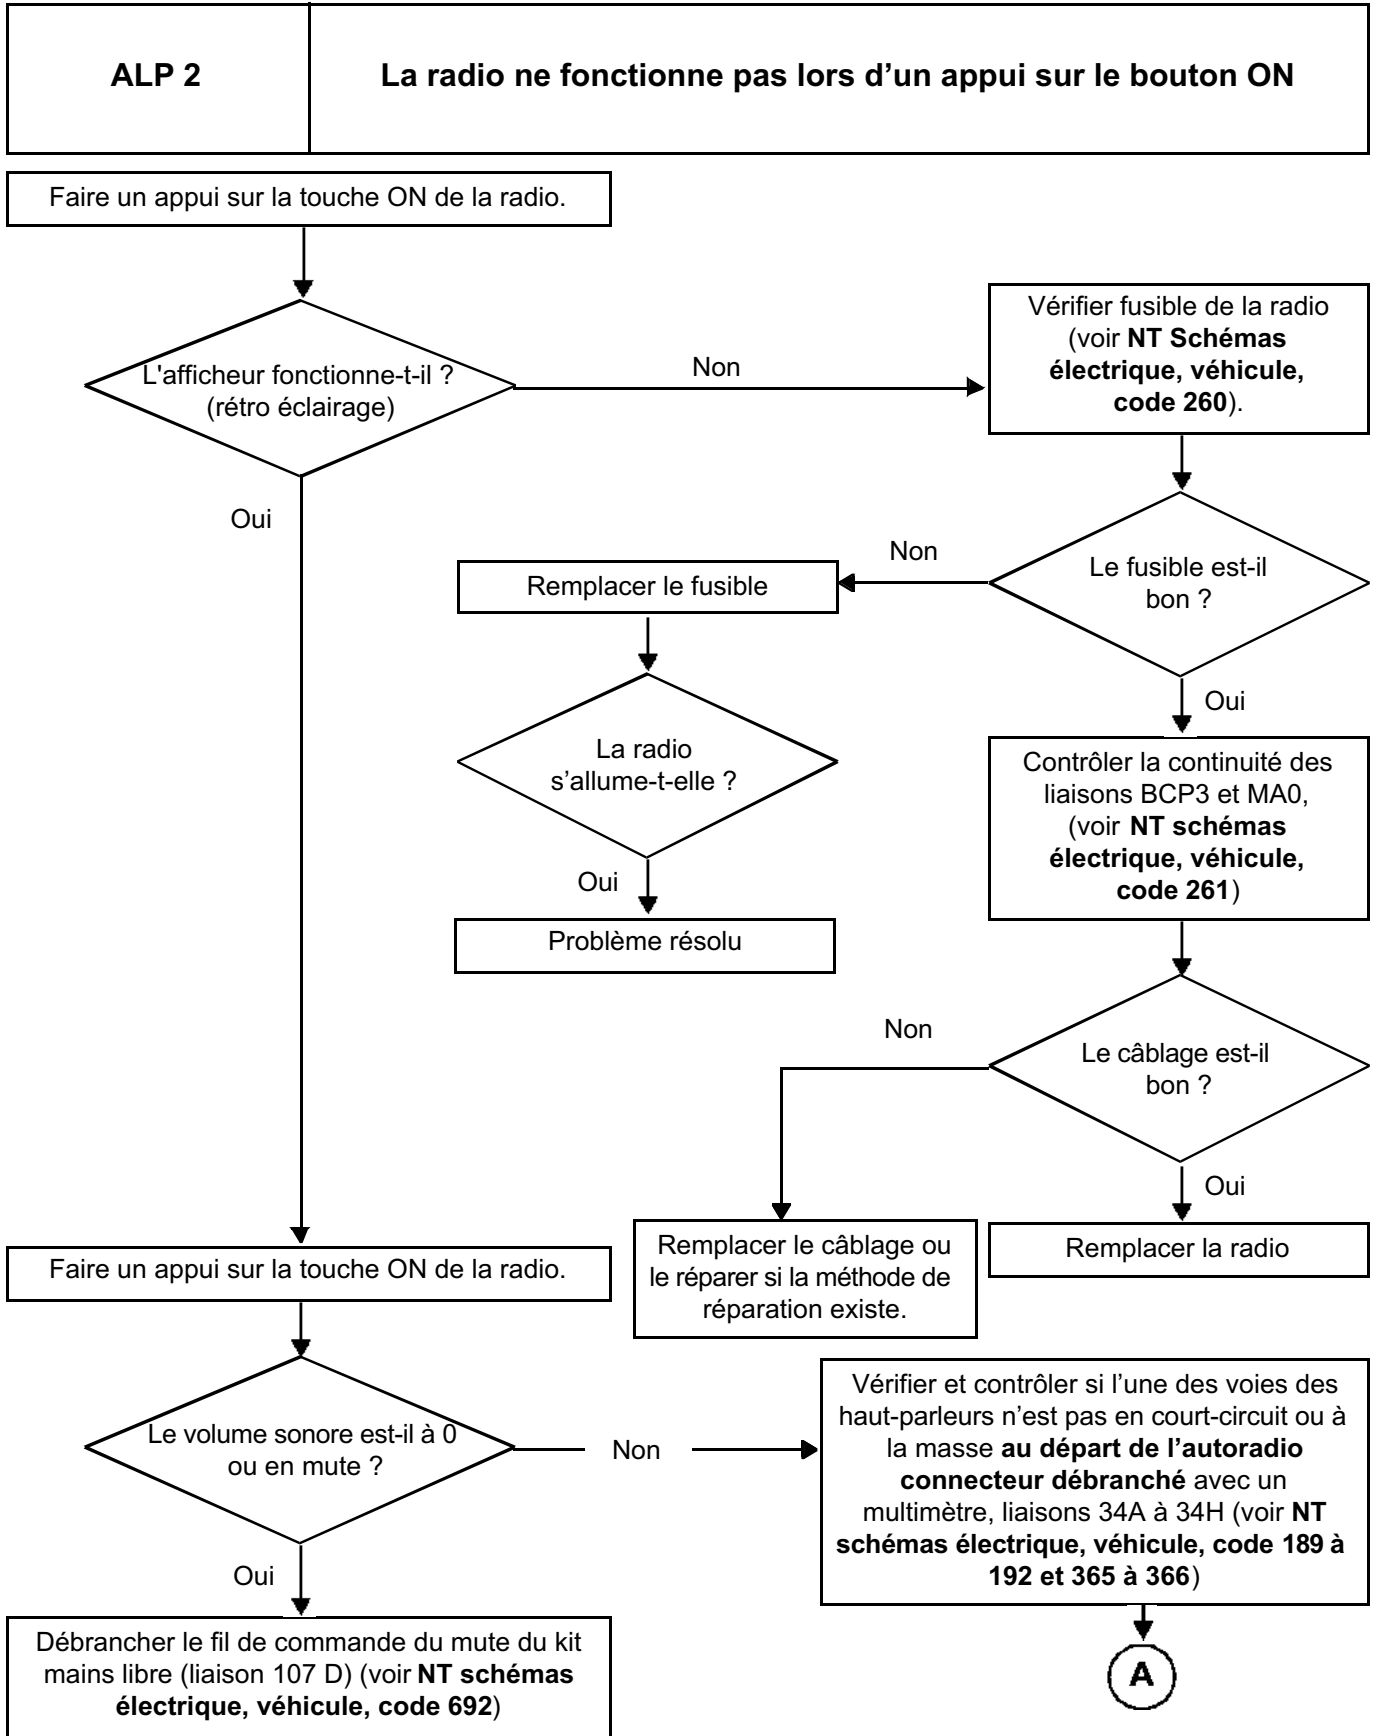 ALP 2
La radio ne fonctionne pas lors d’un appui sur le bouton ON
Faire un appui sur la touche ON de la radio.
L'afficheur fonctionne-t-il ?
(rétro éclairage)
Non
Vérifier fusible de la radio
(voir NT Schémas
électrique, véhicule,
code 260).
Oui
Le fusible est-il
bon ?
Non
Remplacer le fusible
La radio
s’allume-t-elle ?
Oui
Problème résolu
Oui
Contrôler la continuité des
liaisons BCP3 et MA0,
(voir NT schémas
électrique, véhicule,
code 261)
Le câblage est-il
bon ?
Non
Remplacer le câblage ou
le réparer si la méthode de
réparation existe.
Oui
Remplacer la radio
Faire un appui sur la touche ON de la radio.
Le volume sonore est-il à 0
ou en mute ?
Non
Vérifier et contrôler si l’une des voies des
haut-parleurs n’est pas en court-circuit ou à
la masse au départ de l’autoradio
connecteur débranché avec un
multimètre, liaisons 34A à 34H (voir NT
schémas électrique, véhicule, code 189 à
192 et 365 à 366)
A
Oui
Débrancher le fil de commande du mute du kit
mains libre (liaison 107 D) (voir NT schémas
électrique, véhicule, code 692)